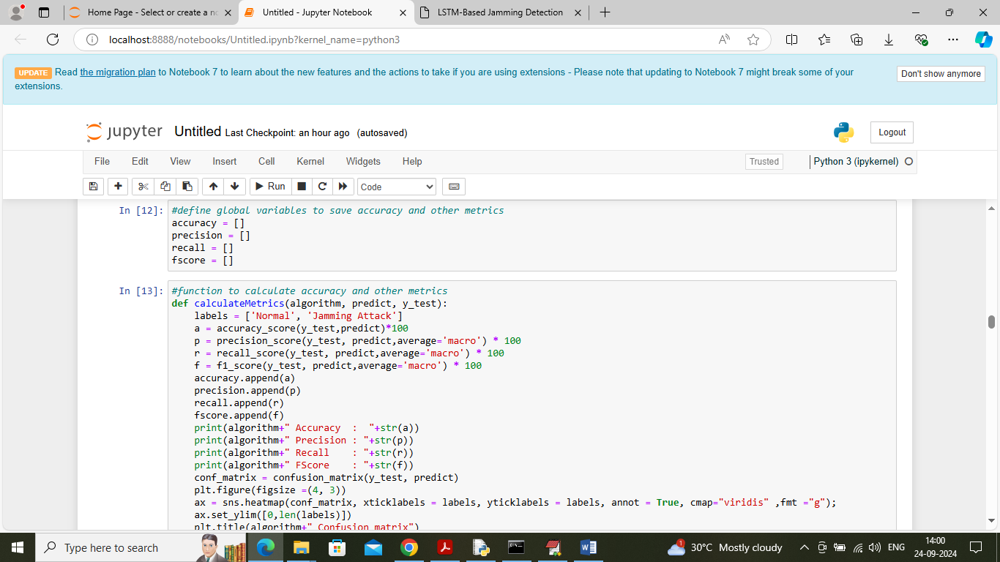 Home Page - Select or create a no
Untitled - Jupyter Notebook
LSTM-Based Jamming Detection
localhost:8888/notebooks/Untitled.ipynb?kernel_name=python3
UPDATE Read the migration plan to Notebook 7 to learn about the new features and the actions to take if you are using extensions - Please note that updating to Notebook 7 might break some of your
extensions.
Don't show anymore
jupyter Untitled Last Checkpoint: an hour ago (autosaved)
Logout
File Edit View Insert Cell Kernel Widgets Help
Trusted
Python 3 (ipykernel)
Run
Code
In [12]: #define global variables to save accuracy and other metrics
accuracy = []
precision = []
recall = []
fscore = []
In [13]: #function to calculate accuracy and other metrics
def calculateMetrics(algorithm, predict, y_test):
    labels = ['Normal', 'Jamming Attack']
    a = accuracy_score(y_test,predict)*100
    p = precision_score(y_test, predict,average='macro') * 100
    r = recall_score(y_test, predict,average='macro') * 100
    f = f1_score(y_test, predict,average='macro') * 100
    accuracy.append(a)
    precision.append(p)
    recall.append(r)
    fscore.append(f)
    print(algorithm+" Accuracy  :  "+str(a))
    print(algorithm+" Precision : "+str(p))
    print(algorithm+" Recall    : "+str(r))
    print(algorithm+" FScore    : "+str(f))
    conf_matrix = confusion_matrix(y_test, predict)
    plt.figure(figsize =(4, 3))
    ax = sns.heatmap(conf_matrix, xticklabels = labels, yticklabels = labels, annot = True, cmap="viridis" ,fmt ="g");
    ax.set_ylim([0,len(labels)])
    plt.title(algorithm+" Confusion matrix")
Type here to search
1
30°C Mostly cloudy
ENG
14:00
24-09-2024